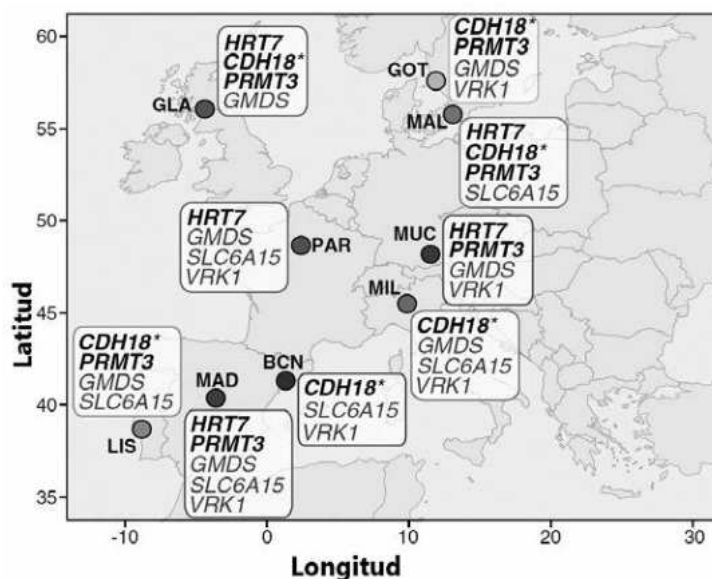 60
55
50
45
40
35
Latitud
-10
0
10
20
30
Longitud
GLA
HRT7
CDH18*
PRMT3
GMDS
GOT
CDH18*
PRMT3
GMDS
VRK1
MAL
HRT7
CDH18*
PRMT3
SLC6A15
PAR
HRT7
GMDS
SLC6A15
VRK1
MUC
HRT7
PRMT3
GMDS
VRK1
MIL
CDH18*
GMDS
SLC6A15
VRK1
LIS
CDH18*
PRMT3
GMDS
SLC6A15
MAD
HRT7
PRMT3
GMDS
SLC6A15
VRK1
BCN
CDH18*
SLC6A15
VRK1